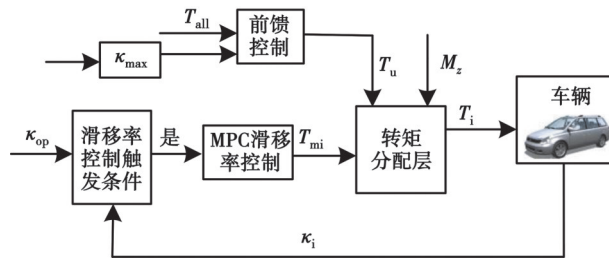 T_all
κ_max
前馈
控制
T_u
M_z
κ_op
滑移率
控制触
发条件
是
MPC滑移
率控制
T_mi
转矩
分配层
T_i
车辆
κ_i